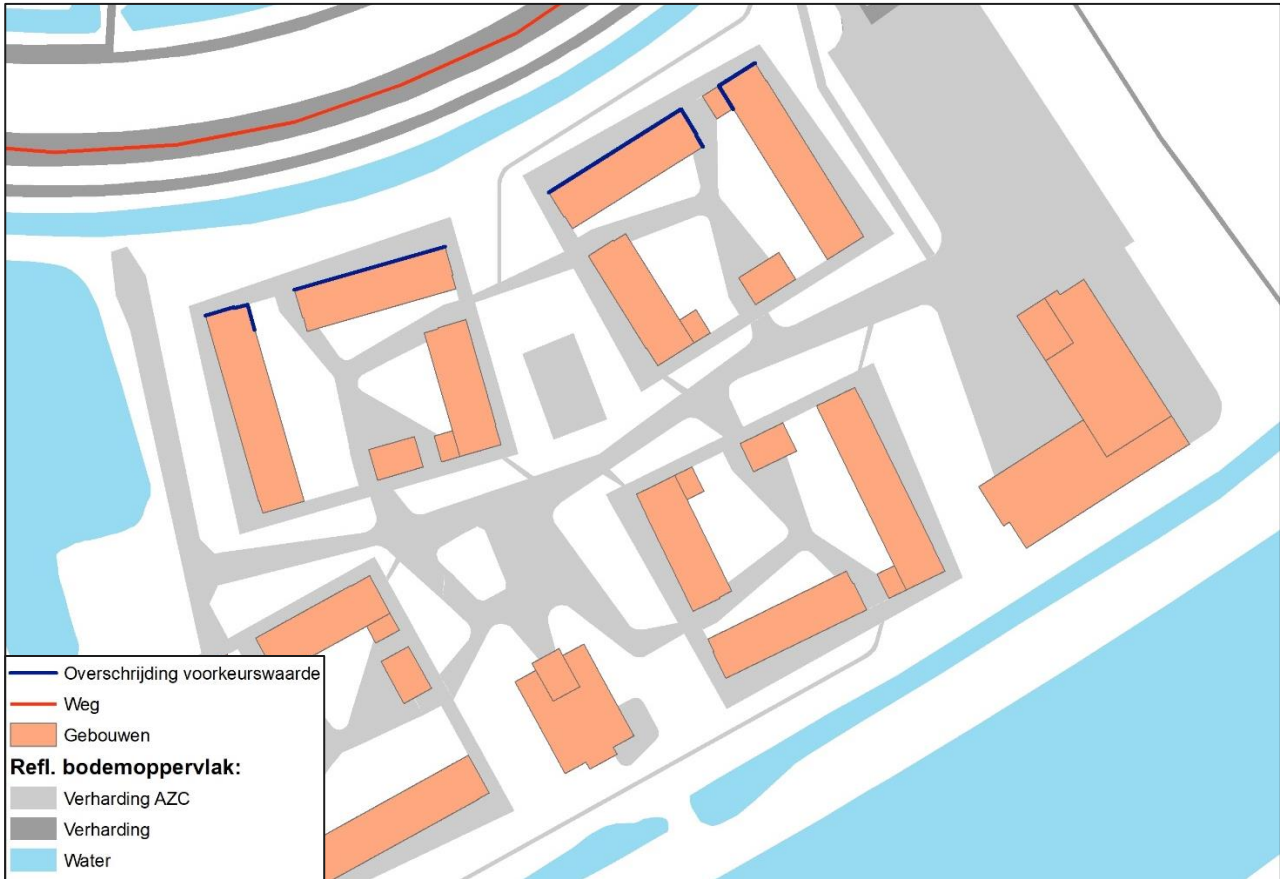 Overschrijding voorkeurswaarde
Weg
Gebouwen
Refl. bodemoppervlak:
Verharding AZC
Verharding
Water